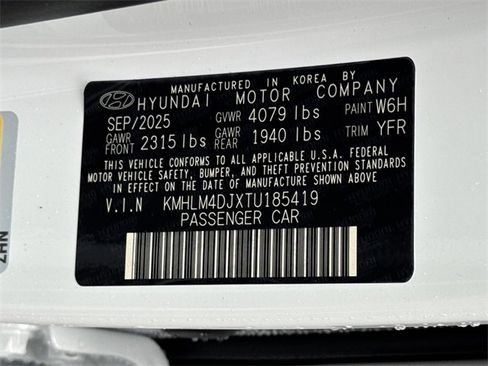 MANUFACTURED IN KOREA BY
HYUNDAI MOTOR COMPANY
SEP/2025 GVWR 4079 lbs PAINT W6H
GAWR FRONT 2315 lbs GAWR REAR 1940 lbs TRIM YFR
THIS VEHICLE CONFORMS TO ALL APPLICABLE U.S.A. FEDERAL
MOTOR VEHICLE SAFETY, BUMPER, AND THEFT PREVENTION STANDARDS
IN EFFECT ON THE DATE OF MANUFACTURE SHOWN ABOVE.
V.I.N KMHLM4DJXTU185419
PASSENGER CAR
ZHN